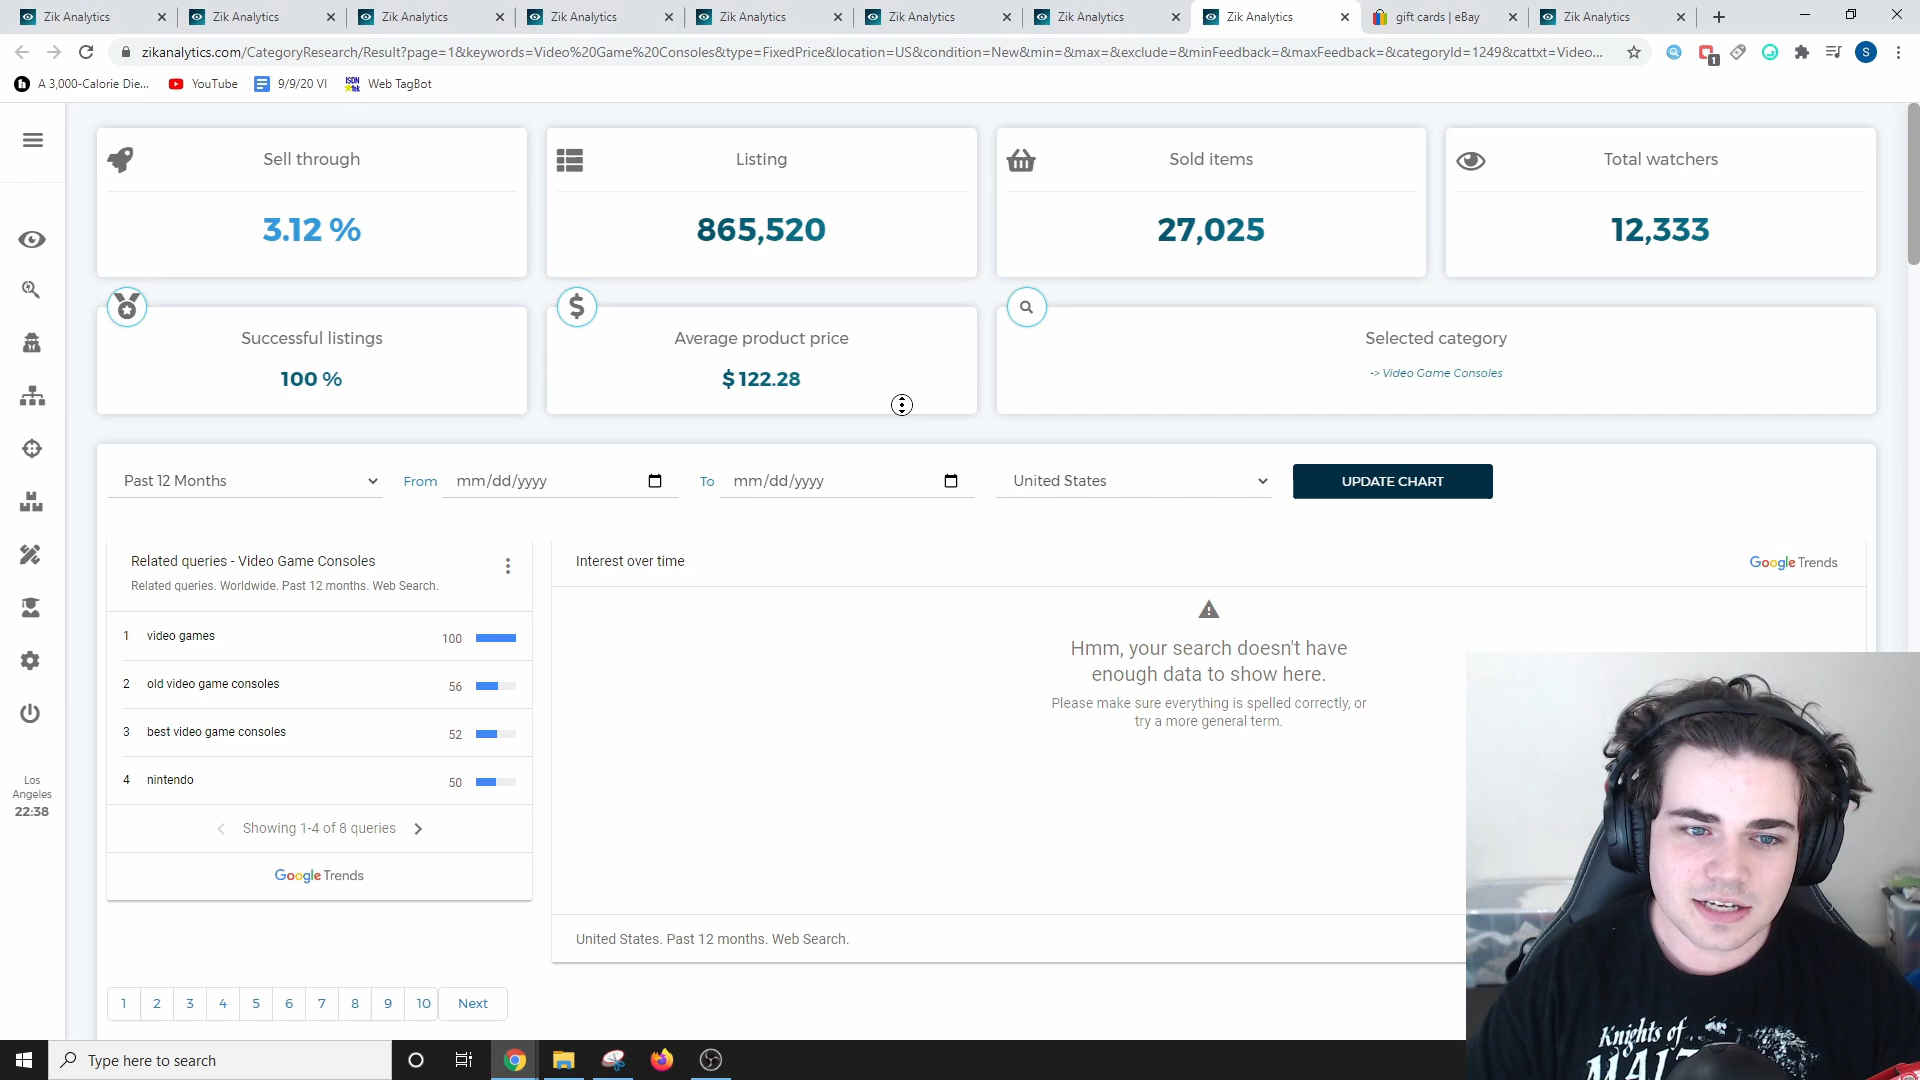 Zik Analytics
Zik Analytics
Zik Analytics
Zik Analytics
Zik Analytics
Zik Analytics
Zik Analytics
Zik Analytics
gift cards | eBay
Zik Analytics
zikanalytics.com/CategoryResearch/Result?page=1&keywords=Video%20Game%20Consoles&type=FixedPrice&location=US&condition=New&min=&max=&exclude=&minFeedback=&maxFeedback=&categoryId=1249&cattxt=Video...
1
S
A 3,000-Calorie Die...
YouTube
9/9/20 VI
Web TagBot
Sell through
Listing
Sold items
Total watchers
3.12 %
865,520
27,025
12,333
Successful listings
Average product price
Selected category
100 %
$ 122.28
-> Video Game Consoles
Past 12 Months
From
mm/dd/yyyy
To
mm/dd/yyyy
United States
UPDATE CHART
Related queries - Video Game Consoles
Related queries. Worldwide. Past 12 months. Web Search.
1 video games 100
2 old video game consoles 56
3 best video game consoles 52
4 nintendo 50
Showing 1-4 of 8 queries
Google Trends
Interest over time
Google Trends
Hmm, your search doesn't have
enough data to show here.
Please make sure everything is spelled correctly, or
try a more general term.
United States. Past 12 months. Web Search.
Los
Angeles
22:38
1 2 3 4 5 6 7 8 9 10 Next
Knights of
Type here to search